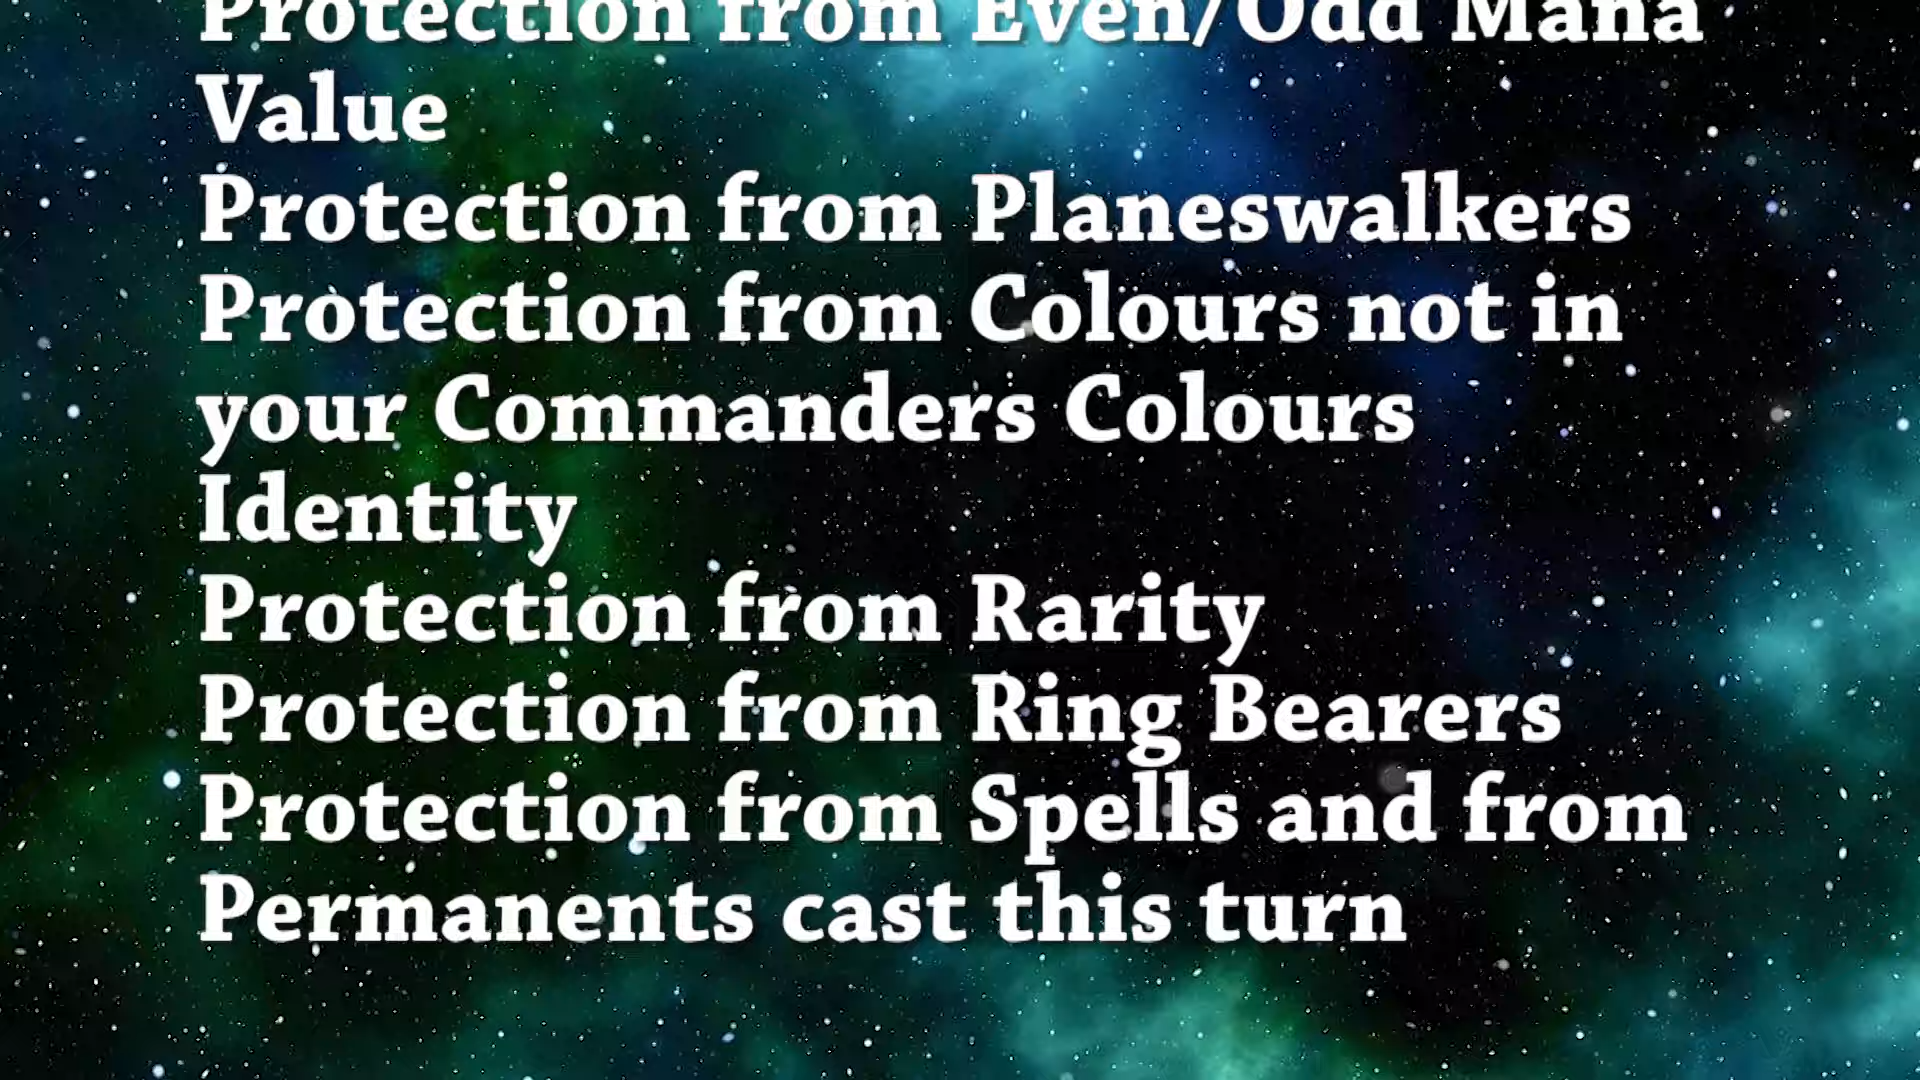 Protection from Even/Odd Mana
Value
Protection from Planeswalkers
Protection from Colours not in
your Commanders Colours
Identity
Protection from Rarity
Protection from Ring Bearers
Protection from Spells and from
Permanents cast this turn